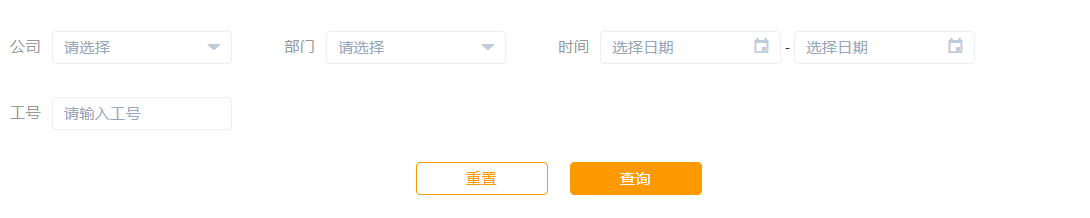 公司 请选择 部门 请选择 时间 选择日期 - 选择日期
工号 请输入工号
重置 查询